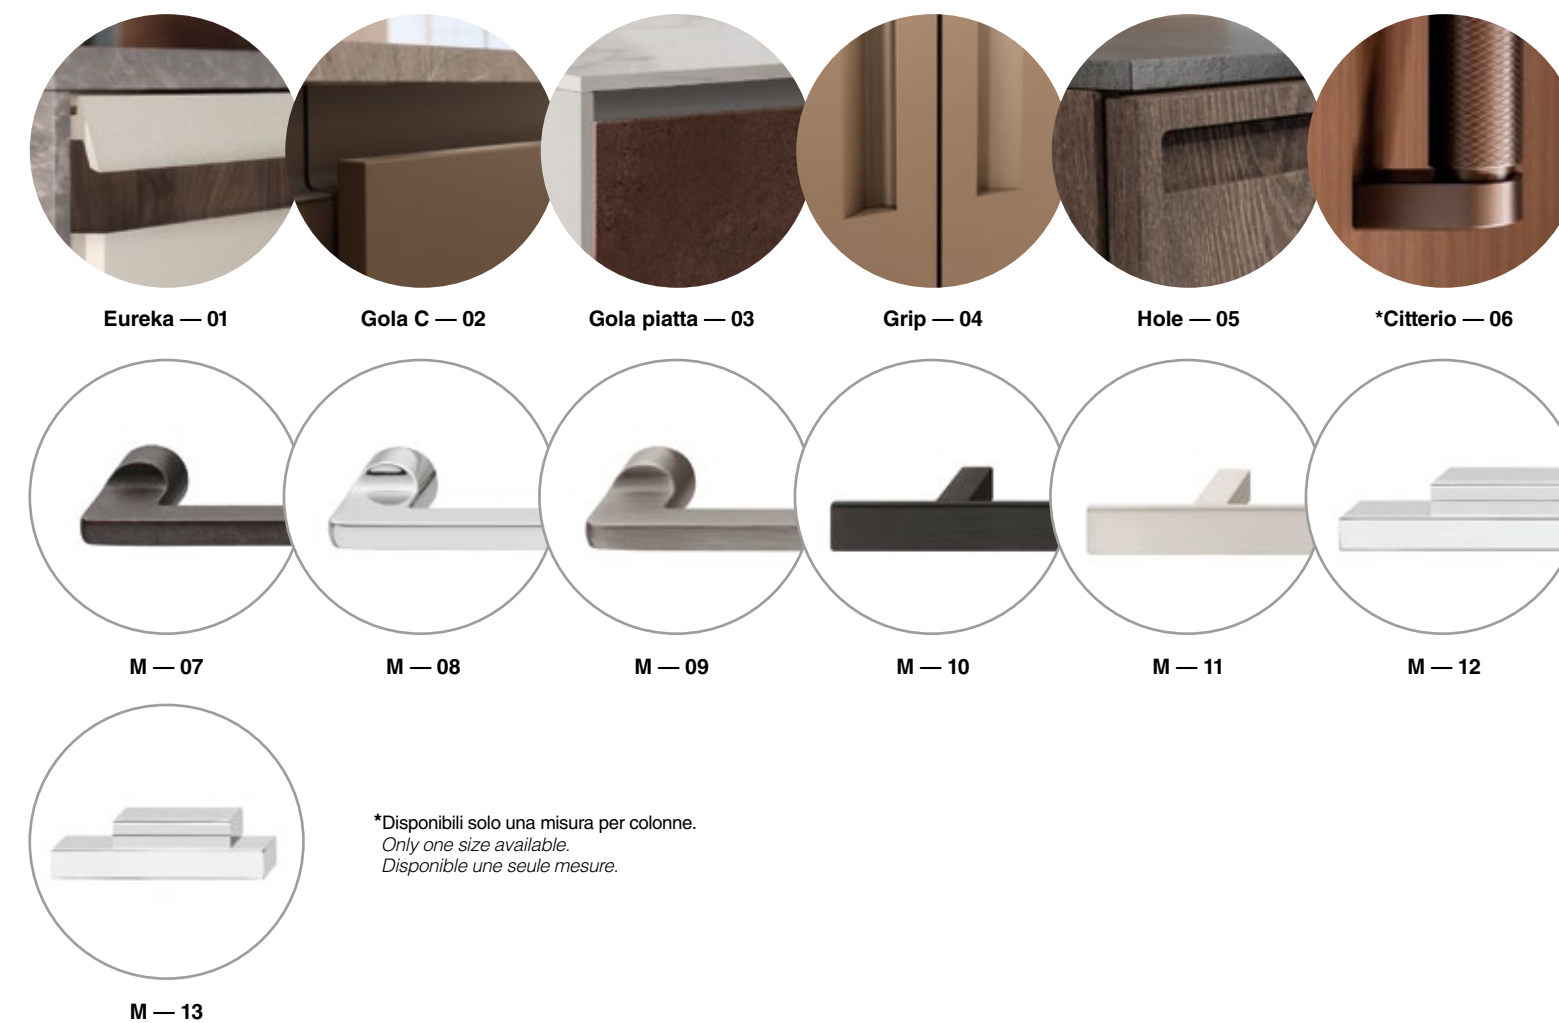 Eureka — 01
Gola C — 02
Gola piatta — 03
Grip — 04
Hole — 05
*Citterio — 06
M — 07
M — 08
M — 09
M — 10
M — 11
M — 12
*Disponibili solo una misura per colonne.
Only one size available.
Disponible une seule mesure.
M — 13